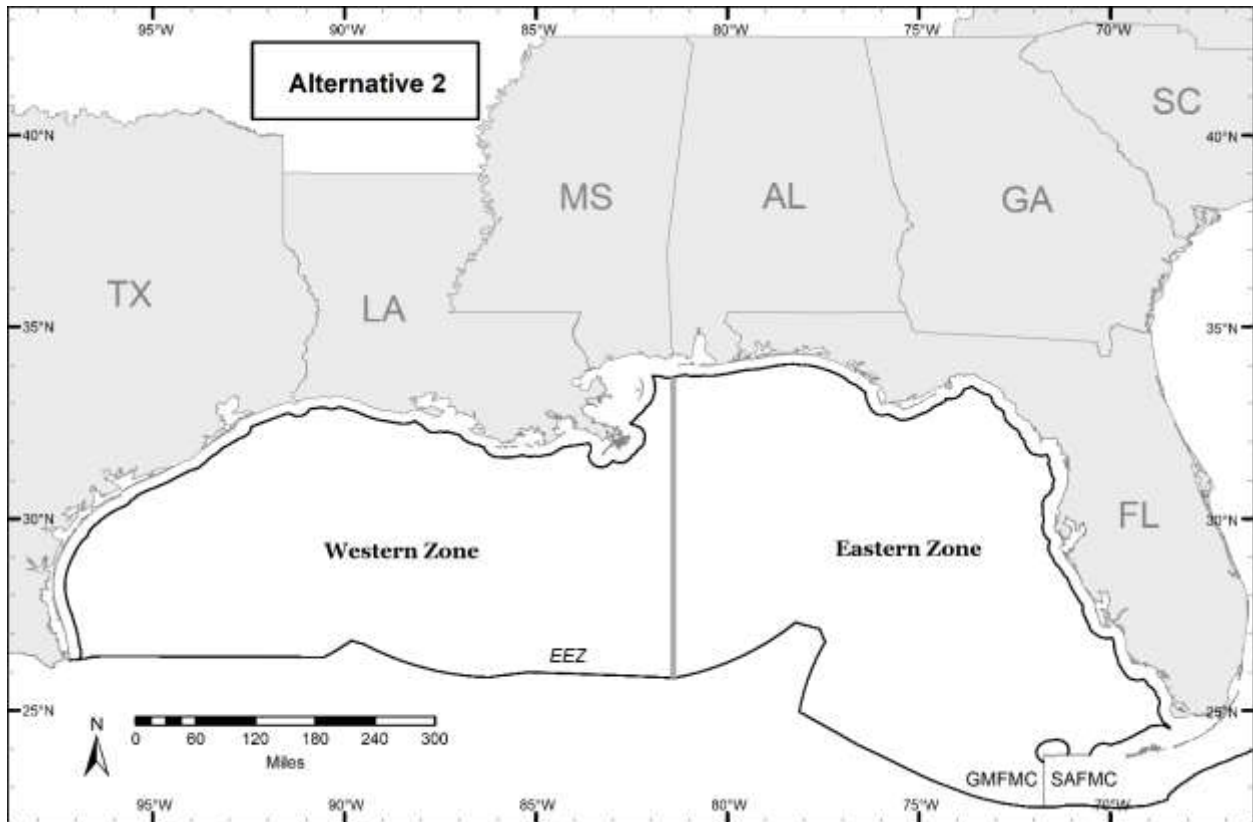 95°W 90°W 85°W 80°W 75°W 70°W
Alternative 2
40°N SC 40°N
MS AL GA
TX LA
35°N 35°N
30°N FL 30°N
Western Zone Eastern Zone
EEZ
25°N 25°N
N
0 60 120 180 240 300
Miles
GMFMC SAFMC
95°W 90°W 85°W 80°W 75°W 70°W